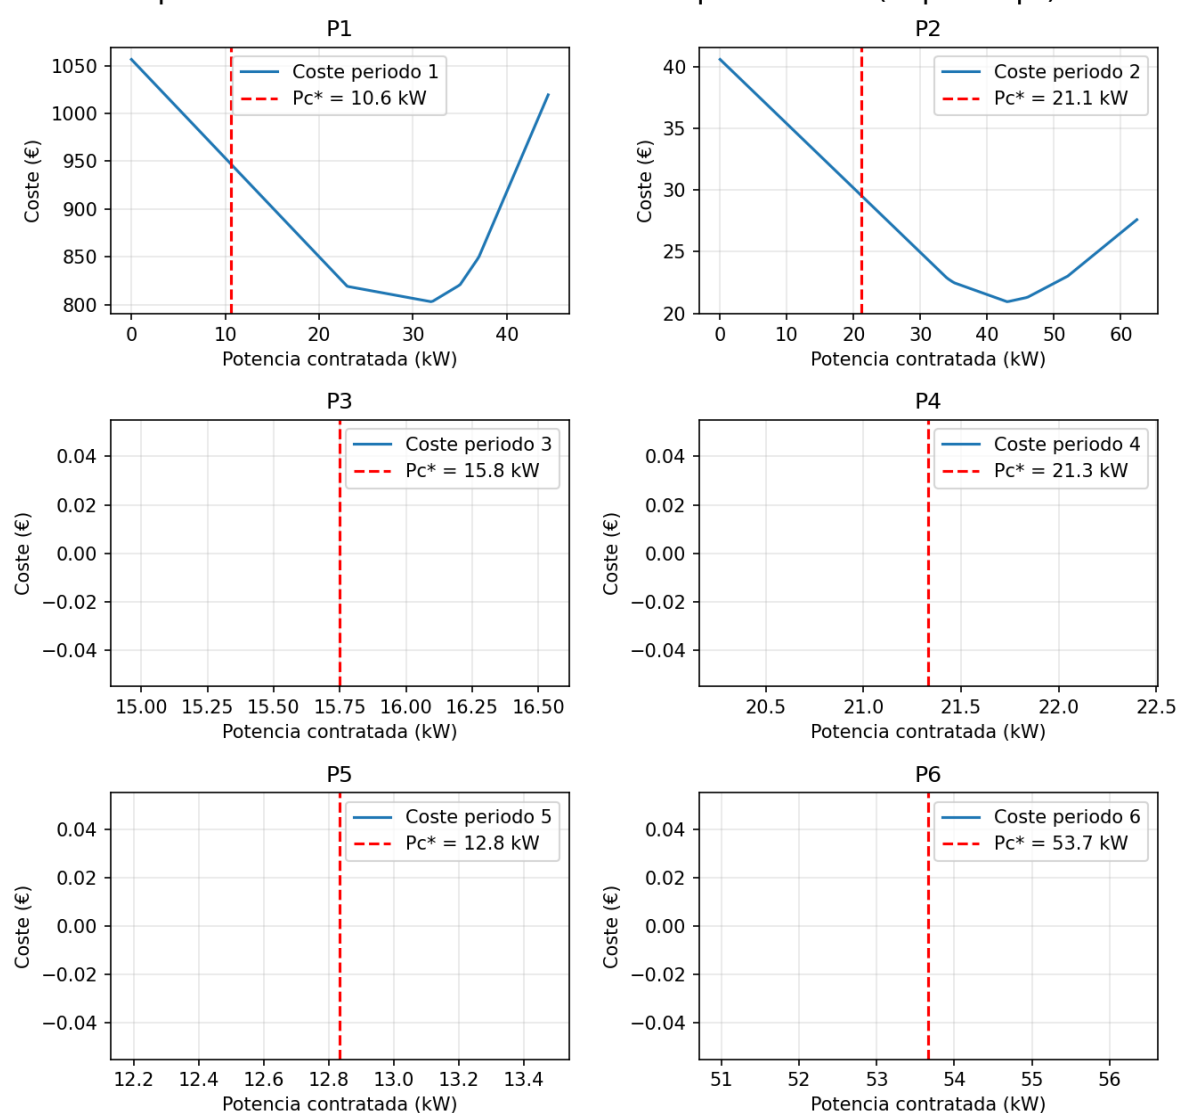 P1
1050
1000
950
900
850
800
Coste (€)
Coste periodo 1
Pc* = 10.6 kW
0 10 20 30 40
Potencia contratada (kW)
P2
40
35
30
25
20
Coste (€)
Coste periodo 2
Pc* = 21.1 kW
0 10 20 30 40 50 60
Potencia contratada (kW)
P3
0.04
0.02
0.00
−0.02
−0.04
Coste (€)
Coste periodo 3
Pc* = 15.8 kW
15.00 15.25 15.50 15.75 16.00 16.25 16.50
Potencia contratada (kW)
P4
0.04
0.02
0.00
−0.02
−0.04
Coste (€)
Coste periodo 4
Pc* = 21.3 kW
20.5 21.0 21.5 22.0 22.5
Potencia contratada (kW)
P5
0.04
0.02
0.00
−0.02
−0.04
Coste (€)
Coste periodo 5
Pc* = 12.8 kW
12.2 12.4 12.6 12.8 13.0 13.2 13.4
Potencia contratada (kW)
P6
0.04
0.02
0.00
−0.02
−0.04
Coste (€)
Coste periodo 6
Pc* = 53.7 kW
51 52 53 54 55 56
Potencia contratada (kW)